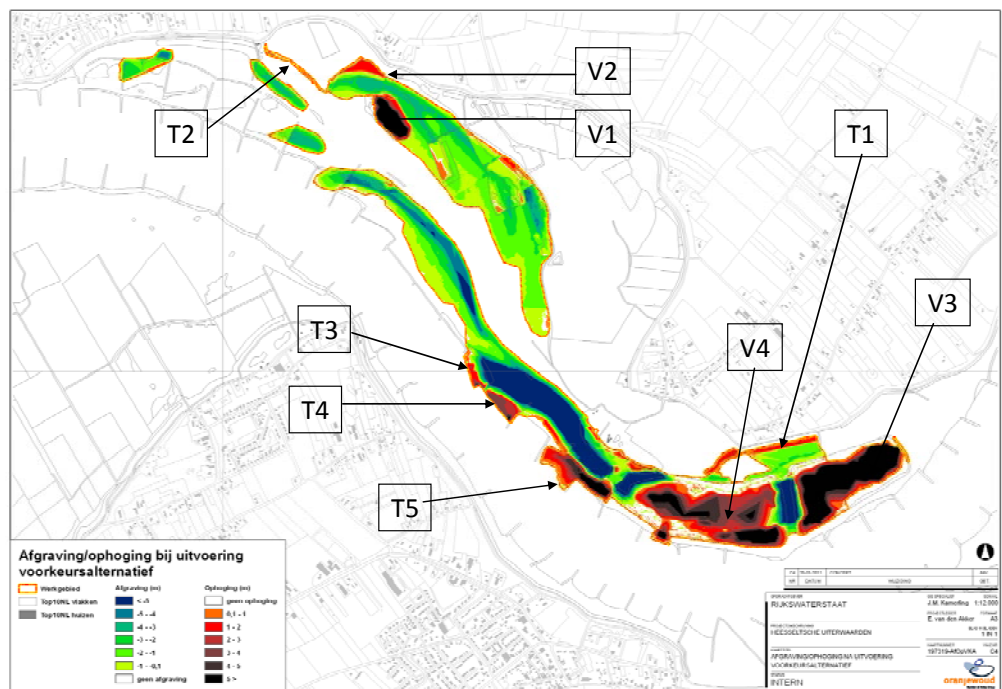 V2
T2
V1
T1
T3
V4
V3
T4
T5
Afgraving/ophoging bij uitvoering
voorkeursalternatief
Werkgebied
Top10NL vlakken
Top10NL huizen
Afgraving (m)
< -5
-5 - -4
-4 - -3
-3 - -2
-2 - -1
-1 - -0,1
geen afgraving
Ophoging (m)
geen ophoging
0,1 - 1
1 - 2
2 - 3
3 - 4
4 - 5
5 >
RIJKSWATERSTAAT
J.M. Kamerling
1:12.000
E. van den Akker
A3
HEESSELTSCHE UITERWAARDEN
1 IN 1
AFGRAVING/OPHOGING NA UITVOERING
VOORKEURSALTERNATIEF
INTERN
oranjewoud